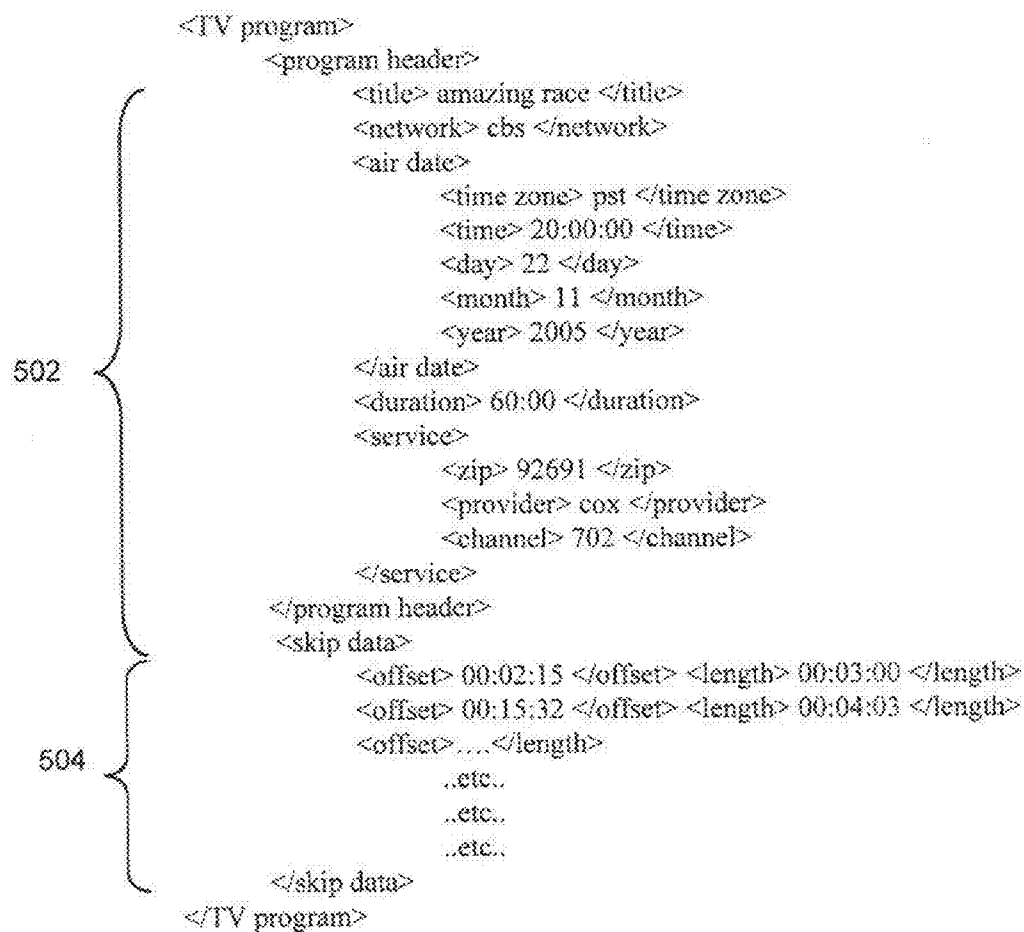 <TV program>
<program header>
<title> amazing race </title>
<network> cbs </network>
<air date>
<time zone> pst </time zone>
<time> 20:00:00 </time>
<day> 22 </day>
<month> 11 </month>
<year> 2005 </year>
502
</air date>
<duration> 60:00 </duration>
<service>
<zip> 92691 </zip>
<provider> cox </provider>
<channel> 702 </channel>
</service>
</program header>
<skip data>
<offset> 00:02:15 </offset> <length> 00:03:00 </length>
<offset> 00:15:32 </offset> <length> 00:04:03 </length>
<offset>....</length>
504
..etc..
..etc..
..etc..
</skip data>
</TV program>